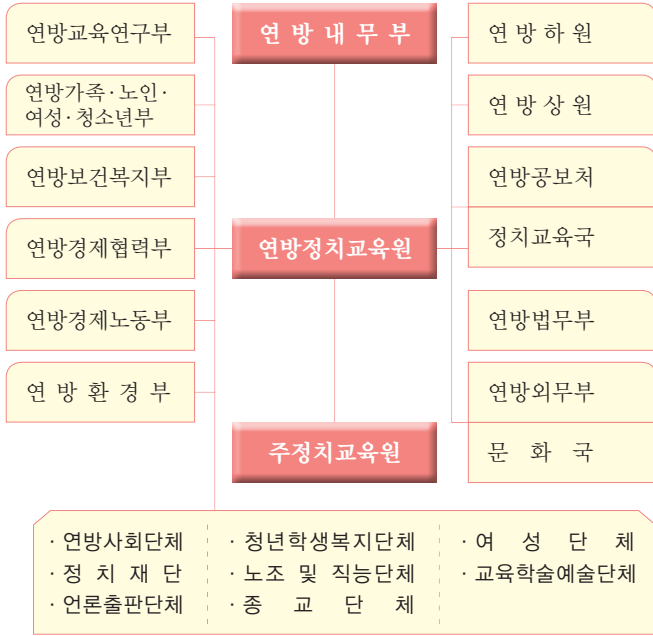 연방교육연구부
연방가족·노인·
여성·청소년부
연방보건복지부
연방경제협력부
연방경제노동부
연 방 환 경 부
연 방 내 무 부
연방정치교육원
주정치교육원
연 방 하 원
연 방 상 원
연방공보처
정치교육국
연방법무부
연방외무부
문 화 국
· 연방사회단체
· 정 치 재 단
· 언론출판단체
· 청년학생복지단체
· 노조 및 직능단체
· 종 교 단 체
· 여 성 단 체
· 교육학술예술단체